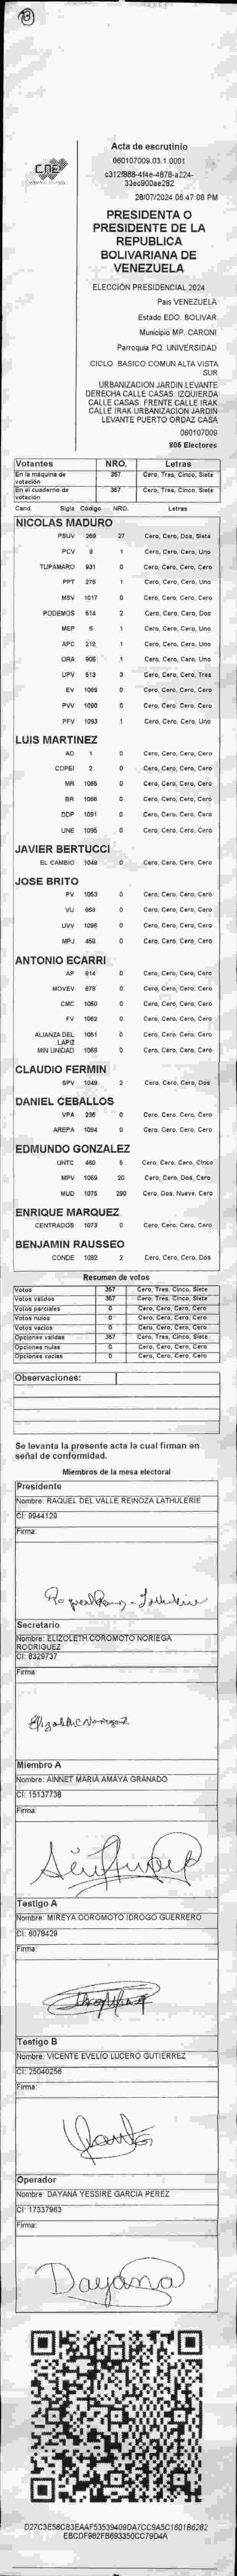 Acta de escrutinio
060107009.03.1.0001
c312f888-4f4e-4878-a224-
33ec900ae282
28/07/2024 06:47:08 PM
PRESIDENTA O
PRESIDENTE DE LA
REPUBLICA
BOLIVARIANA DE
VENEZUELA
ELECCIÓN PRESIDENCIAL 2024
Pais VENEZUELA
Estado EDO. BOLIVAR
Municipio MP. CARONI
Parroquia PQ. UNIVERSIDAD
CICLO BASICO COMUN ALTA VISTA
SUR
URBANIZACION JARDIN LEVANTE
DERECHA CALLE CASAS. IZQUIERDA
CALLE CASAS. FRENTE CALLE IRAK
CALLE IRAK URBANIZACION JARDIN
LEVANTE PUERTO ORDAZ CASA
060107009
806 Electores
Votantes NRO. Letras
En la máquina de votación 357 Cero, Tres, Cinco, Siete
En el cuaderno de votación 357 Cero, Tres, Cinco, Siete
Cand. Sigla Código NRO. Letras
NICOLAS MADURO
PSUV 269 27 Cero, Cero, Dos, Siete
PCV 1 Cero, Cero, Cero, Uno
TUPAMARO 931 0 Cero, Cero, Cero, Cero
PPT 276 1 Cero, Cero, Cero, Uno
MSV 1017 0 Cero, Cero, Cero, Cero
PODEMOS 514 2 Cero, Cero, Cero, Dos
MEP 6 1 Cero, Cero, Cero, Uno
APC 212 1 Cero, Cero, Cero, Uno
ORA 906 1 Cero, Cero, Cero, Uno
UPV 513 3 Cero, Cero, Cero, Tres
EV 1089 0 Cero, Cero, Cero, Cero
PVV 1090 0 Cero, Cero, Cero, Cero
PFV 1093 1 Cero, Cero, Cero, Uno
LUIS MARTINEZ
AD 1 0 Cero, Cero, Cero, Cero
COPEI 2 0 Cero, Cero, Cero, Cero
MR 1065 0 Cero, Cero, Cero, Cero
BR 1066 0 Cero, Cero, Cero, Cero
DDP 1091 0 Cero, Cero, Cero, Cero
UNE 1095 0 Cero, Cero, Cero, Cero
JAVIER BERTUCCI
EL CAMBIO 1048 0 Cero, Cero, Cero, Cero
JOSE BRITO
PV 1053 0 Cero, Cero, Cero, Cero
VU 969 0 Cero, Cero, Cero, Cero
UVV 1096 0 Cero, Cero, Cero, Cero
MPJ 458 0 Cero, Cero, Cero, Cero
ANTONIO ECARRI
AP 814 0 Cero, Cero, Cero, Cero
MOVEV 878 0 Cero, Cero, Cero, Cero
CMC 1050 0 Cero, Cero, Cero, Cero
FV 1062 0 Cero, Cero, Cero, Cero
ALIANZA DEL LAPIZ 1051 0 Cero, Cero, Cero, Cero
MIN UNIDAD 1068 0 Cero, Cero, Cero, Cero
CLAUDIO FERMIN
SPV 1049 2 Cero, Cero, Cero, Dos
DANIEL CEBALLOS
VPA 236 0 Cero, Cero, Cero, Cero
AREPA 1094 0 Cero, Cero, Cero, Cero
EDMUNDO GONZALEZ
UNTC 460 5 Cero, Cero, Cero, Cinco
MPV 1069 20 Cero, Cero, Dos, Cero
MUD 1075 290 Cero, Dos, Nueve, Cero
ENRIQUE MARQUEZ
CENTRADOS 1073 0 Cero, Cero, Cero, Cero
BENJAMIN RAUSSEO
CONDE 1092 2 Cero, Cero, Cero, Dos
Resumen de votos
Votos 357 Cero, Tres, Cinco, Siete
Votos validos 357 Cero, Tres, Cinco, Siete
Votos parciales 0 Cero, Cero, Cero, Cero
Votos nulos 0 Cero, Cero, Cero, Cero
Votos vacios 0 Cero, Cero, Cero, Cero
Opciones validas 357 Cero, Tres, Cinco, Siete
Opciones nulas 0 Cero, Cero, Cero, Cero
Opciones vacias 0 Cero, Cero, Cero, Cero
Observaciones:
Se levanta la presente acta la cual firman en
señal de conformidad.
Miembros de la mesa electoral
Presidente
Nombre: RAQUEL DEL VALLE REINOZA LATHULERIE
CI: 9944129
Firma:
Secretario
Nombre: ELIZOLETH COROMOTO NORIEGA
RODRIGUEZ
CI: 8329737
Firma:
Miembro A
Nombre: AINNET MARIA AMAYA GRANADO
CI: 15137736
Firma:
Testigo A
Nombre: MIREYA COROMOTO IDROGO GUERRERO
CI: 6078429
Firma:
Testigo B
Nombre: VICENTE EVELIO LUCERO GUTIERREZ
CI: 25040256
Firma:
Operador
Nombre: DAYANA YESSIRE GARCIA PEREZ
CI: 17337963
Firma:
Dayana
D27C3E58CB3EAAF53539409DA7CC9A5C1601B6282
EBCDF982FB693350CC79D4A